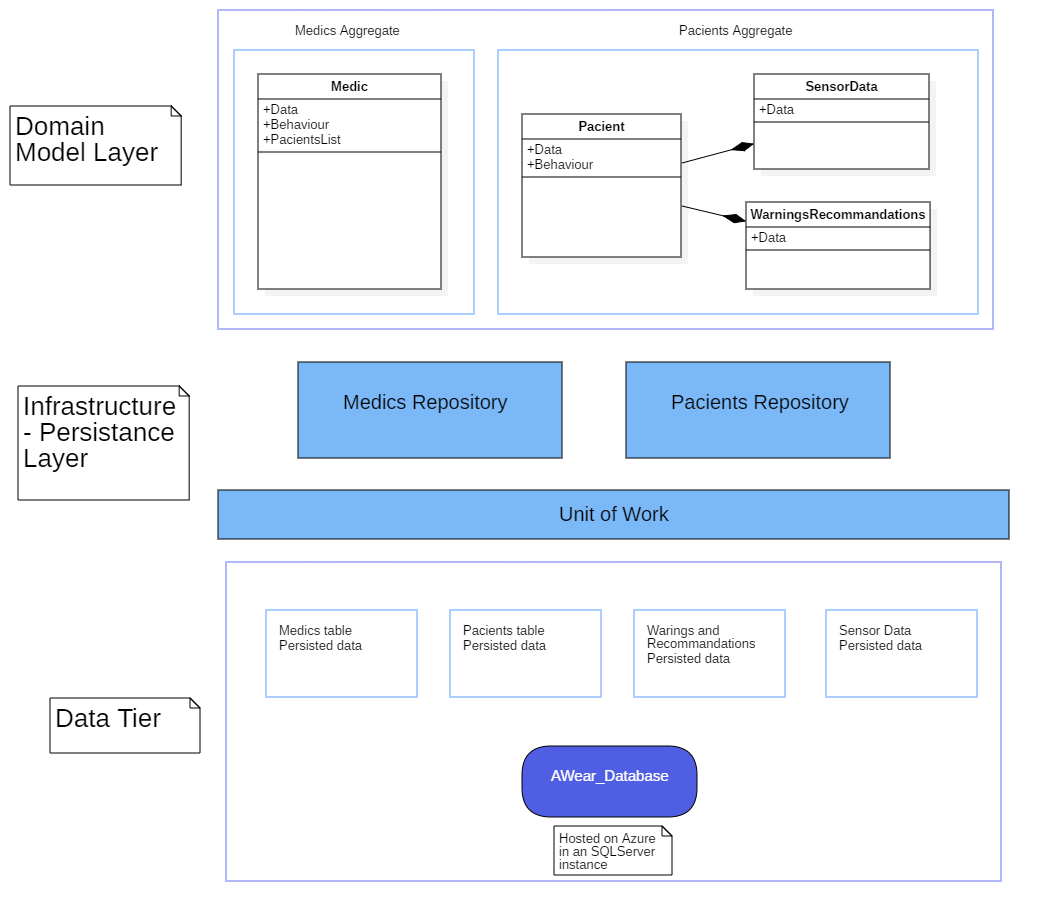 Medics Aggregate
Pacients Aggregate
Domain
Model Layer
Medic
+Data
+Behaviour
+PacientsList
Pacient
+Data
+Behaviour
SensorData
+Data
WarningsRecommandations
+Data
Infrastructure
- Persistance
Layer
Medics Repository
Pacients Repository
Unit of Work
Data Tier
Medics table
Persisted data
Pacients table
Persisted data
Warings and
Recommandations
Persisted data
Sensor Data
Persisted data
AWear_Database
Hosted on Azure
in an SQLServer
instance